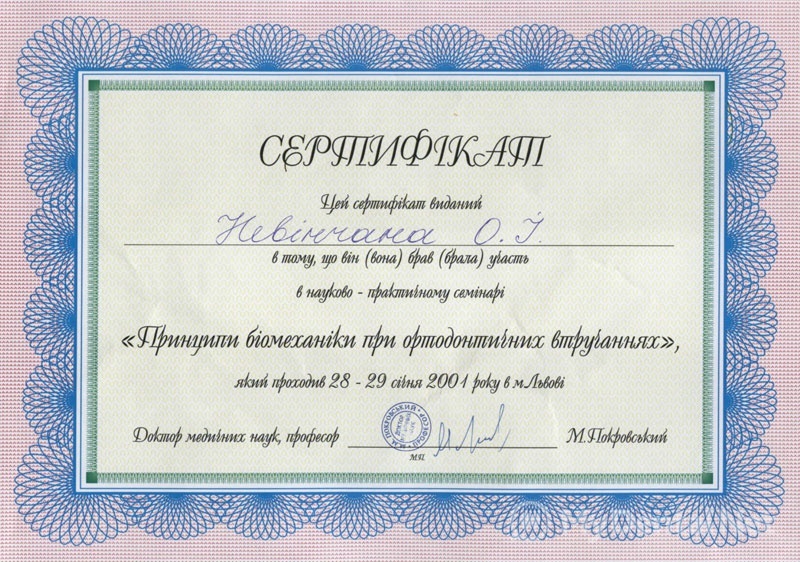 СЕРТИФІКАТ
Цей сертифікат виданий
Невінчана О.І.
в тому, що він (вона) брав (брала) участь
в науково - практичному семінарі
«Принципи біомеханіки при ортодонтичних втручаннях»,
який проходив 28 - 29 січня 2001 року в м.Львові
Доктор медичних наук, професор
М.Покровський
М.П.